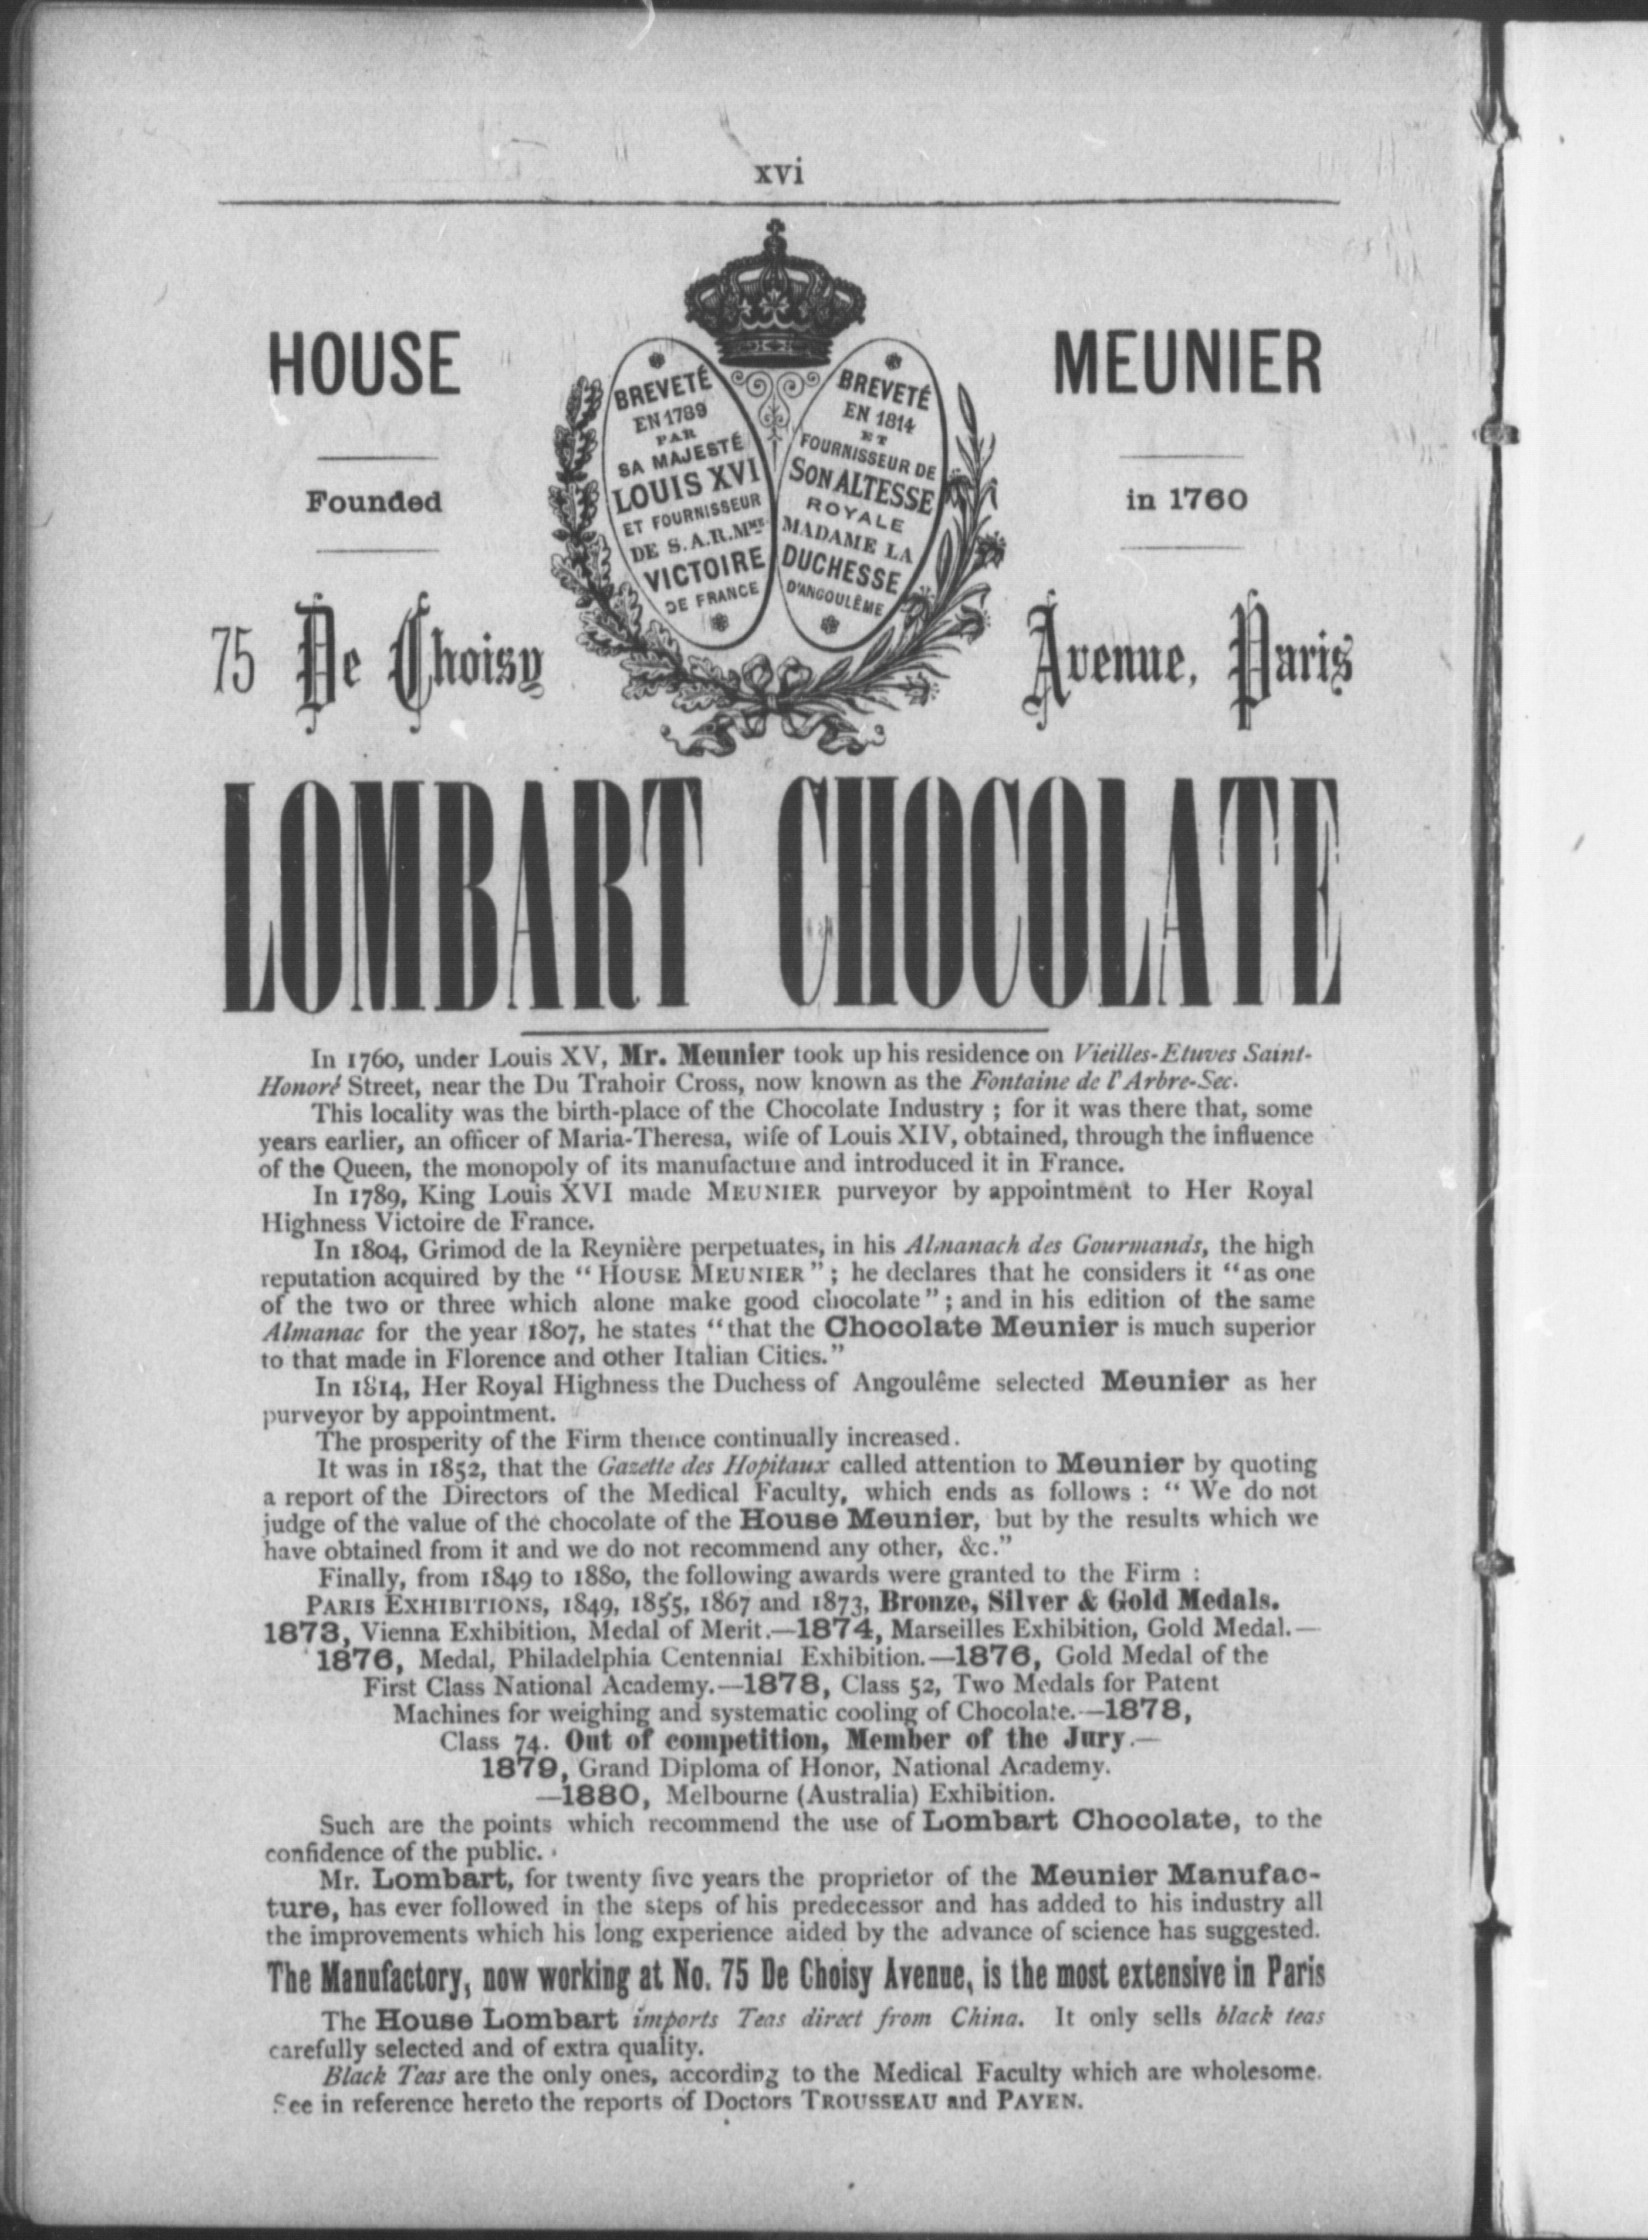 xvi
HOUSE
MEUNIER
Founded
in 1760
BREVETÉ
EN 1789
PAR
SA MAJESTÉ
LOUIS XVI
ET FOURNISSEUR
DE S.A.R. MME
VICTOIRE
DE FRANCE
BREVETÉ
EN 1814
ET
FOURNISSEUR DE
SON ALTESSE
ROYALE
MADAME LA
DUCHESSE
D'ANGOULÊME
75 De Choisy
Avenue, Paris
LOMBART CHOCOLATE
In 1760, under Louis XV, Mr. Meunier took up his residence on Vieilles-Etuves Saint-
Honoré Street, near the Du Trahoir Cross, now known as the Fontaine de l'Arbre-Sec.
This locality was the birth-place of the Chocolate Industry ; for it was there that, some
years earlier, an officer of Maria-Theresa, wife of Louis XIV, obtained, through the influence
of the Queen, the monopoly of its manufacture and introduced it in France.
In 1789, King Louis XVI made MEUNIER purveyor by appointment to Her Royal
Highness Victoire de France.
In 1804, Grimod de la Reynière perpetuates, in his Almanach des Gourmands, the high
reputation acquired by the "HOUSE MEUNIER" ; he declares that he considers it "as one
of the two or three which alone make good chocolate" ; and in his edition of the same
Almanac for the year 1807, he states "that the Chocolate Meunier is much superior
to that made in Florence and other Italian Cities."
In 1814, Her Royal Highness the Duchess of Angoulême selected Meunier as her
purveyor by appointment.
The prosperity of the Firm thence continually increased.
It was in 1852, that the Gazette des Hopitaux called attention to Meunier by quoting
a report of the Directors of the Medical Faculty, which ends as follows : "We do not
judge of the value of the chocolate of the House Meunier, but by the results which we
have obtained from it and we do not recommend any other, &c."
Finally, from 1849 to 1880, the following awards were granted to the Firm :
PARIS EXHIBITIONS, 1849, 1855, 1867 and 1873, Bronze, Silver & Gold Medals.
1873, Vienna Exhibition, Medal of Merit.—1874, Marseilles Exhibition, Gold Medal.—
1876, Medal, Philadelphia Centennial Exhibition.—1876, Gold Medal of the
First Class National Academy.—1878, Class 52, Two Medals for Patent
Machines for weighing and systematic cooling of Chocolate.—1878,
Class 74. Out of competition, Member of the Jury.—
1879, Grand Diploma of Honor, National Academy.
—1880, Melbourne (Australia) Exhibition.
Such are the points which recommend the use of Lombart Chocolate, to the
confidence of the public.
Mr. Lombart, for twenty five years the proprietor of the Meunier Manufac-
ture, has ever followed in the steps of his predecessor and has added to his industry all
the improvements which his long experience aided by the advance of science has suggested.
The Manufactory, now working at No. 75 De Choisy Avenue, is the most extensive in Paris
The House Lombart imports Teas direct from China. It only sells black teas
carefully selected and of extra quality.
Black Teas are the only ones, according to the Medical Faculty which are wholesome.
See in reference hereto the reports of Doctors TROUSSEAU and PAYEN.